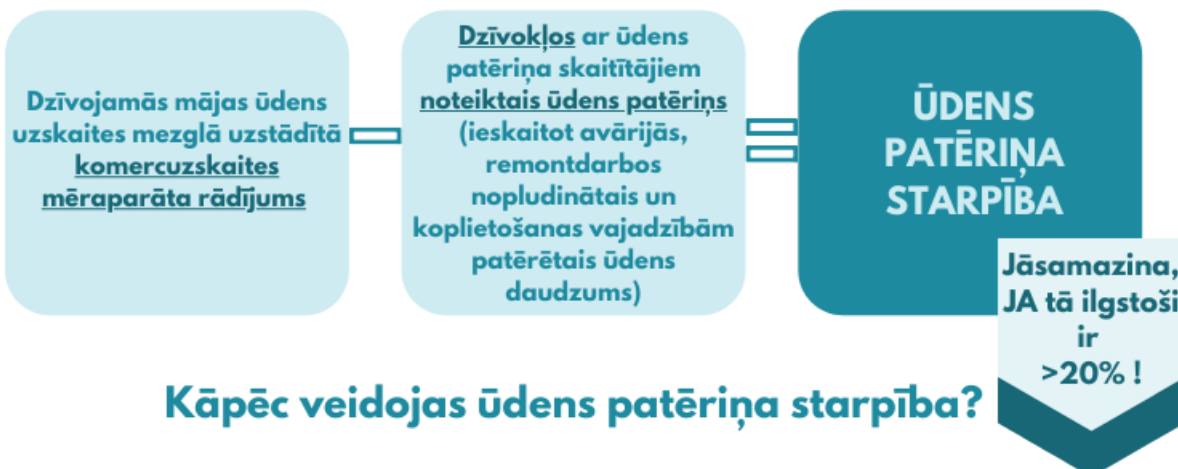 Dzīvojamās mājas ūdens
uzskaites mezglā uzstādītā
komercuzskaites
mēraparāta rādījums
Dzīvokļos ar ūdens
patēriņa skaitītājiem
noteiktais ūdens patēriņš
(ieskaitot avārijās,
remontdarbos
nopludinātais un
koplietošanas vajadzībām
patērētais ūdens
daudzums)
ŪDENS
PATĒRIŅA
STARPĪBA
Jāsamazina,
JA tā ilgstoši
ir
>20% !
Kāpēc veidojas ūdens patēriņa starpība?